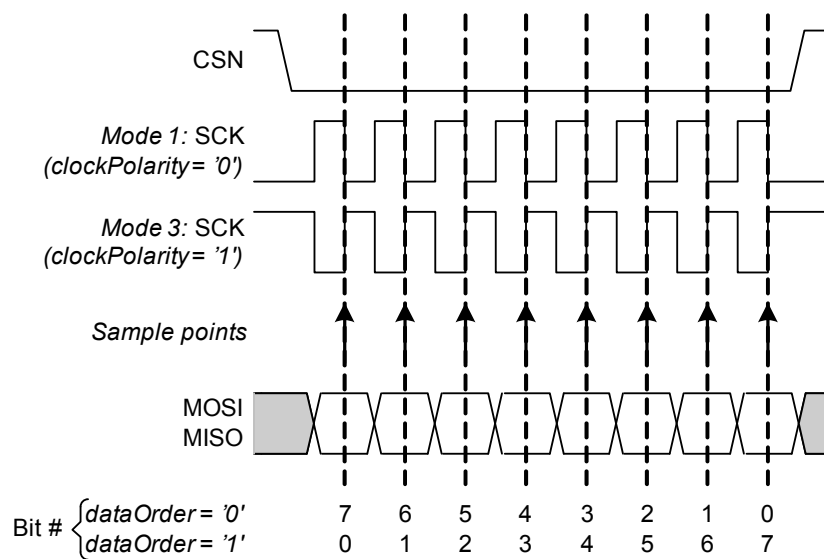 CSN
Mode 1: SCK
(clockPolarity= '0')
Mode 3: SCK
(clockPolarity= '1')
Sample points
MOSI
MISO
Bit # { dataOrder = '0' 7 6 5 4 3 2 1 0
dataOrder = '1' 0 1 2 3 4 5 6 7